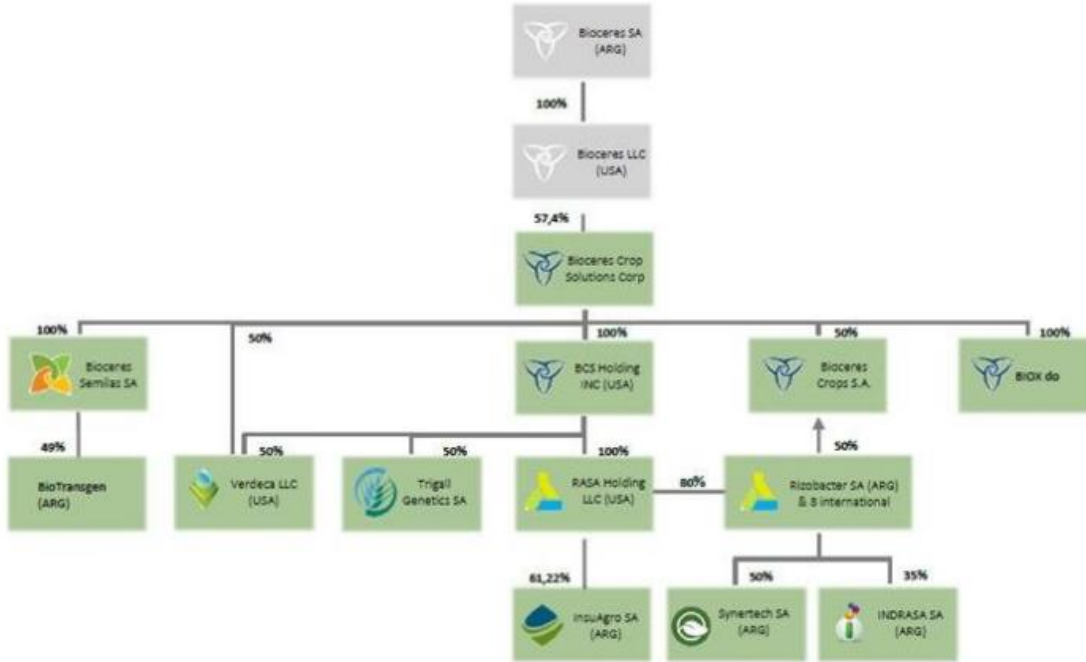 Bioceres SA
(ARG)
100%
Bioceres LLC
(USA)
57,4%
Bioceres Crop
Solutions Corp
100%
50%
100%
50%
100%
Bioceres
Semilas SA
BCS Holding
INC (USA)
Bioceres
Crops S.A.
BIOX do
49%
50%
50%
100%
50%
BioTransgen
(ARG)
Verdeca LLC
(USA)
Trigall
Genetics SA
RASA Holding
LLC (USA)
80%
Rizobacter SA (ARG)
& 8 international
61,22%
50%
35%
InsuAgro SA
(ARG)
Synertech SA
(ARG)
INDRASA SA
(ARG)